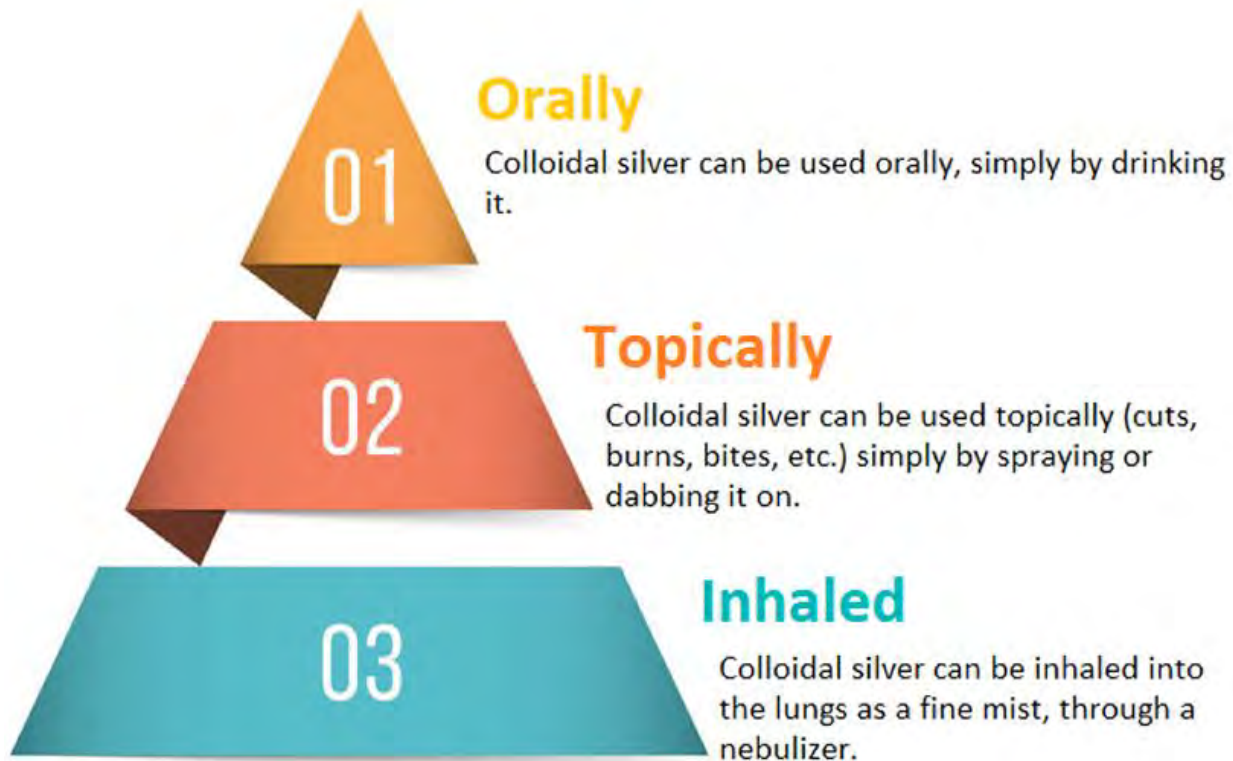 01
Orally
Colloidal silver can be used orally, simply by drinking
it.
02
Topically
Colloidal silver can be used topically (cuts,
burns, bites, etc.) simply by spraying or
dabbing it on.
03
Inhaled
Colloidal silver can be inhaled into
the lungs as a fine mist, through a
nebulizer.